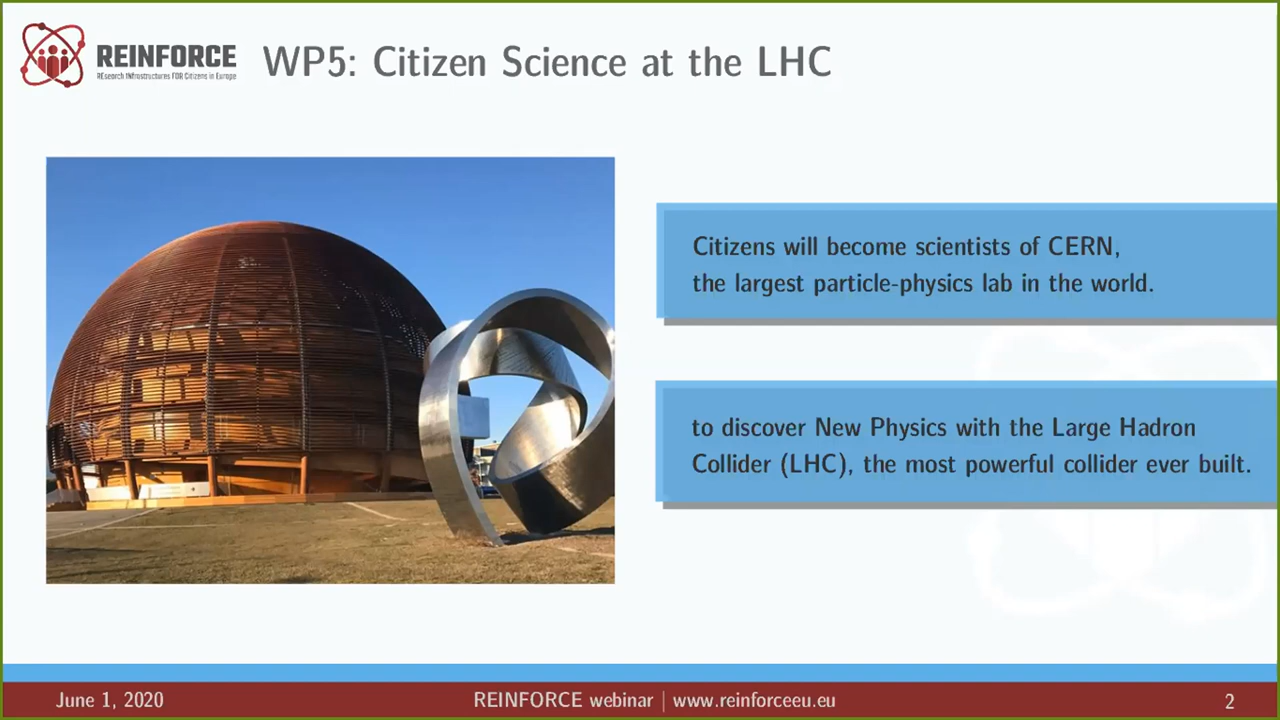 REINFORCE
REsearch INfrastructures FOR Citizens in Europe
WP5: Citizen Science at the LHC
Citizens will become scientists of CERN,
the largest particle-physics lab in the world.
to discover New Physics with the Large Hadron
Collider (LHC), the most powerful collider ever built.
June 1, 2020
REINFORCE webinar | www.reinforceeu.eu
2